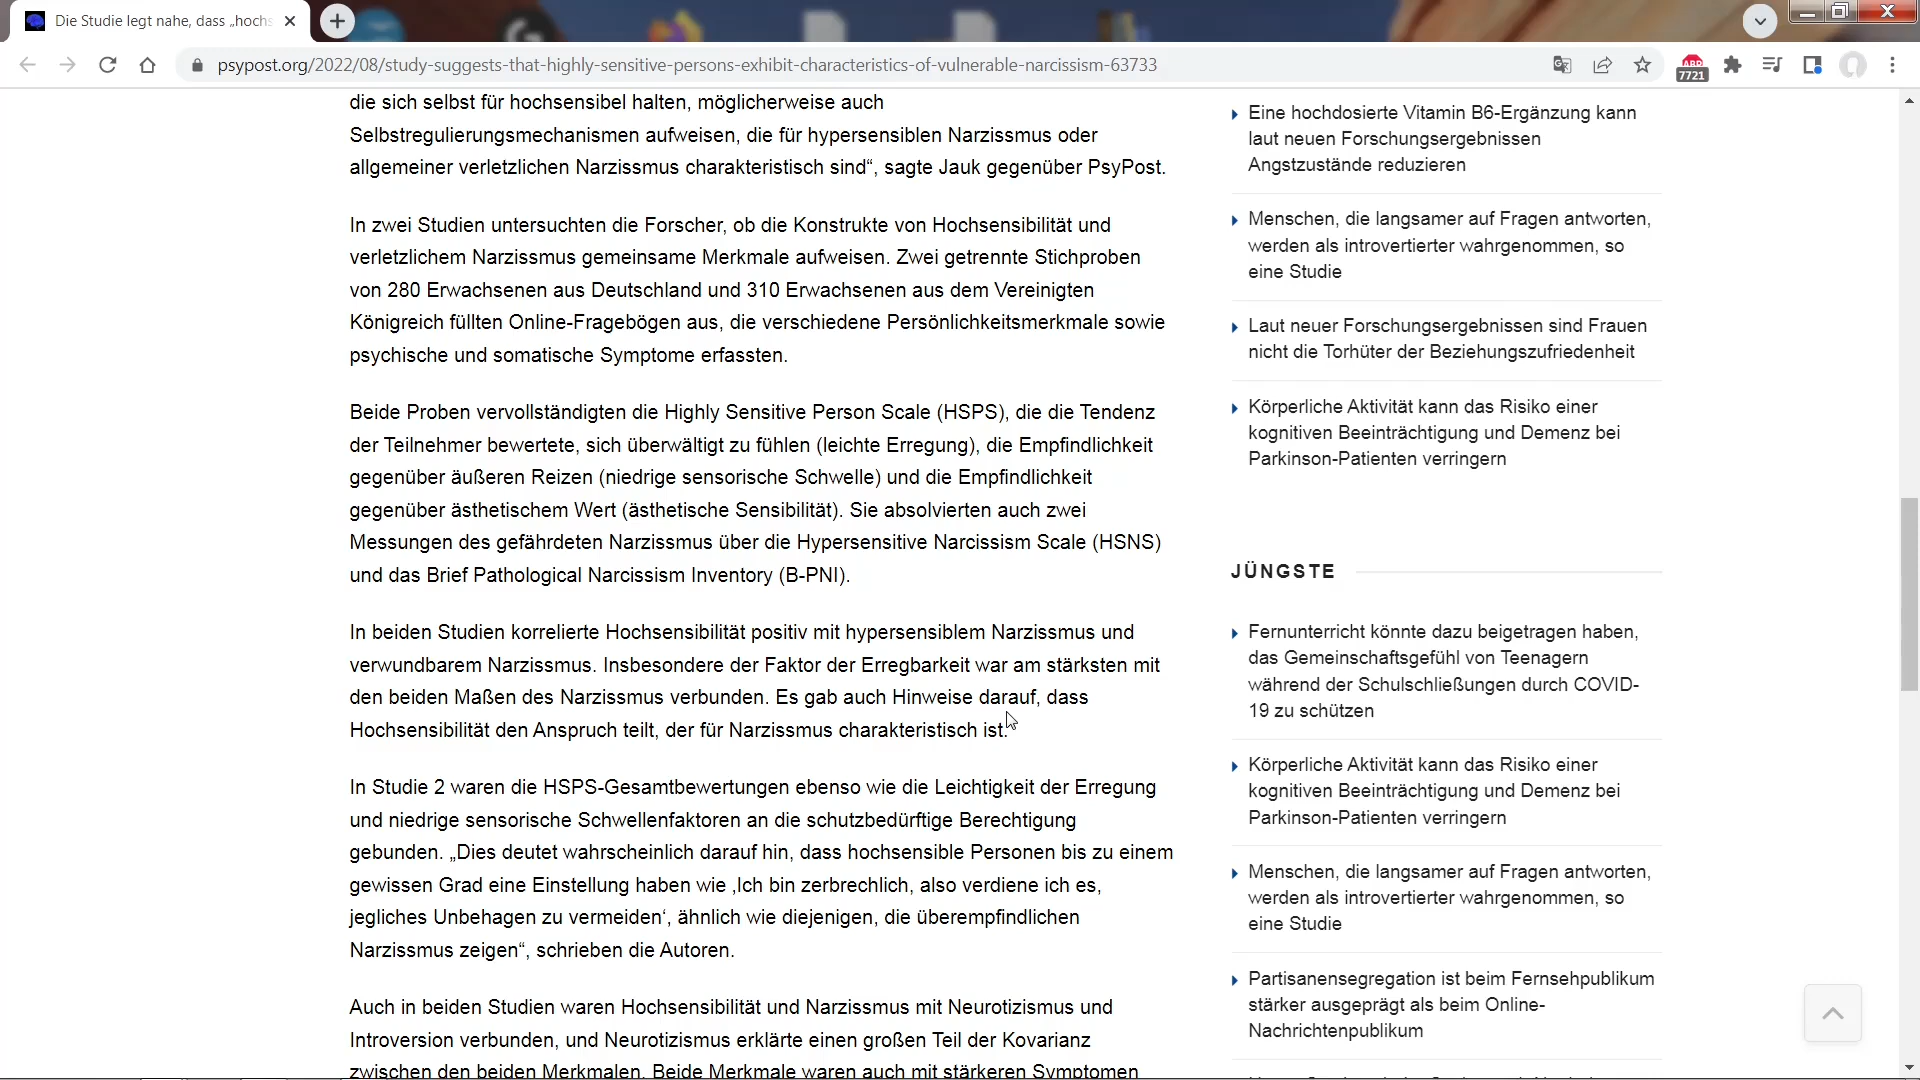 Die Studie legt nahe, dass „hochs
psypost.org/2022/08/study-suggests-that-highly-sensitive-persons-exhibit-characteristics-of-vulnerable-narcissism-63733
ABP
7721
die sich selbst für hochsensibel halten, möglicherweise auch
Selbstregulierungsmechanismen aufweisen, die für hypersensiblen Narzissmus oder
allgemeiner verletzlichen Narzissmus charakteristisch sind“, sagte Jauk gegenüber PsyPost.
In zwei Studien untersuchten die Forscher, ob die Konstrukte von Hochsensibilität und
verletzlichem Narzissmus gemeinsame Merkmale aufweisen. Zwei getrennte Stichproben
von 280 Erwachsenen aus Deutschland und 310 Erwachsenen aus dem Vereinigten
Königreich füllten Online-Fragebögen aus, die verschiedene Persönlichkeitsmerkmale sowie
psychische und somatische Symptome erfassten.
Beide Proben vervollständigten die Highly Sensitive Person Scale (HSPS), die die Tendenz
der Teilnehmer bewertete, sich überwältigt zu fühlen (leichte Erregung), die Empfindlichkeit
gegenüber äußeren Reizen (niedrige sensorische Schwelle) und die Empfindlichkeit
gegenüber ästhetischem Wert (ästhetische Sensibilität). Sie absolvierten auch zwei
Messungen des gefährdeten Narzissmus über die Hypersensitive Narcissism Scale (HSNS)
und das Brief Pathological Narcissism Inventory (B-PNI).
In beiden Studien korrelierte Hochsensibilität positiv mit hypersensiblem Narzissmus und
verwundbarem Narzissmus. Insbesondere der Faktor der Erregbarkeit war am stärksten mit
den beiden Maßen des Narzissmus verbunden. Es gab auch Hinweise darauf, dass
Hochsensibilität den Anspruch teilt, der für Narzissmus charakteristisch ist.
In Studie 2 waren die HSPS-Gesamtbewertungen ebenso wie die Leichtigkeit der Erregung
und niedrige sensorische Schwellenfaktoren an die schutzbedürftige Berechtigung
gebunden. „Dies deutet wahrscheinlich darauf hin, dass hochsensible Personen bis zu einem
gewissen Grad eine Einstellung haben wie ‚Ich bin zerbrechlich, also verdiene ich es,
jegliches Unbehagen zu vermeiden‘, ähnlich wie diejenigen, die überempfindlichen
Narzissmus zeigen“, schrieben die Autoren.
Auch in beiden Studien waren Hochsensibilität und Narzissmus mit Neurotizismus und
Introversion verbunden, und Neurotizismus erklärte einen großen Teil der Kovarianz
zwischen den beiden Merkmalen. Beide Merkmale waren auch mit stärkeren Symptomen
Eine hochdosierte Vitamin B6-Ergänzung kann
laut neuen Forschungsergebnissen
Angstzustände reduzieren
Menschen, die langsamer auf Fragen antworten,
werden als introvertierter wahrgenommen, so
eine Studie
Laut neuer Forschungsergebnissen sind Frauen
nicht die Torhüter der Beziehungszufriedenheit
Körperliche Aktivität kann das Risiko einer
kognitiven Beeinträchtigung und Demenz bei
Parkinson-Patienten verringern
JÜNGSTE
Fernunterricht könnte dazu beigetragen haben,
das Gemeinschaftsgefühl von Teenagern
während der Schulschließungen durch COVID-
19 zu schützen
Körperliche Aktivität kann das Risiko einer
kognitiven Beeinträchtigung und Demenz bei
Parkinson-Patienten verringern
Menschen, die langsamer auf Fragen antworten,
werden als introvertierter wahrgenommen, so
eine Studie
Partisanensegregation ist beim Fernsehpublikum
stärker ausgeprägt als beim Online-
Nachrichtenpublikum